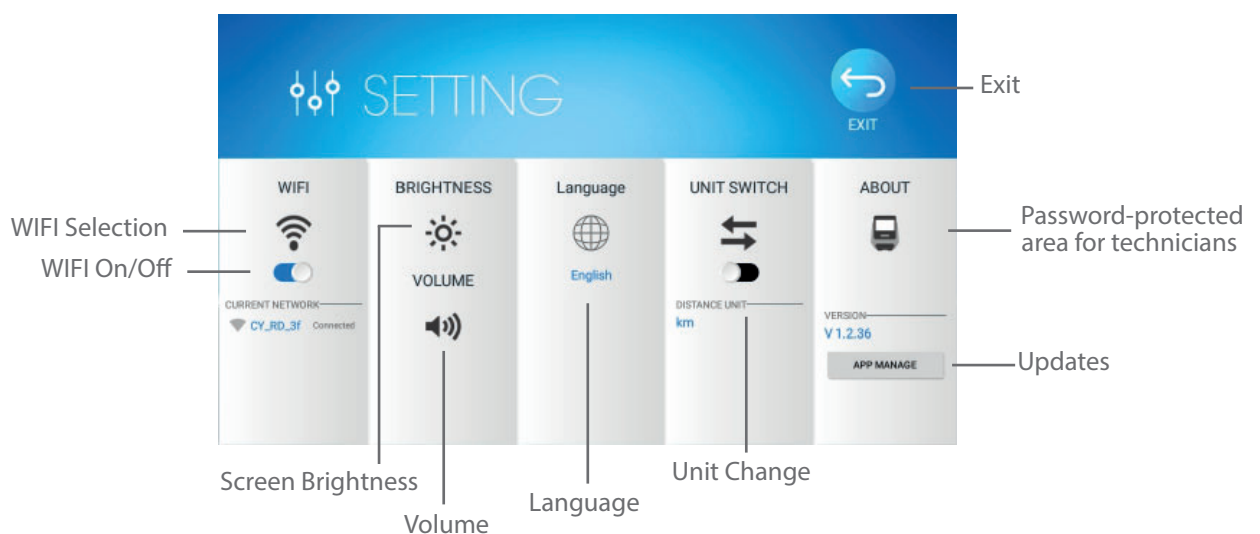 SETTING
EXIT
Exit
WIFI
BRIGHTNESS
Language
UNIT SWITCH
ABOUT
WIFI Selection
WIFI On/Off
Password-protected
area for technicians
VOLUME
English
CURRENT NETWORK
CY_RD_3f Connected
DISTANCE UNIT
km
VERSION
V 1.2.36
APP MANAGE
Updates
Screen Brightness
Volume
Language
Unit Change